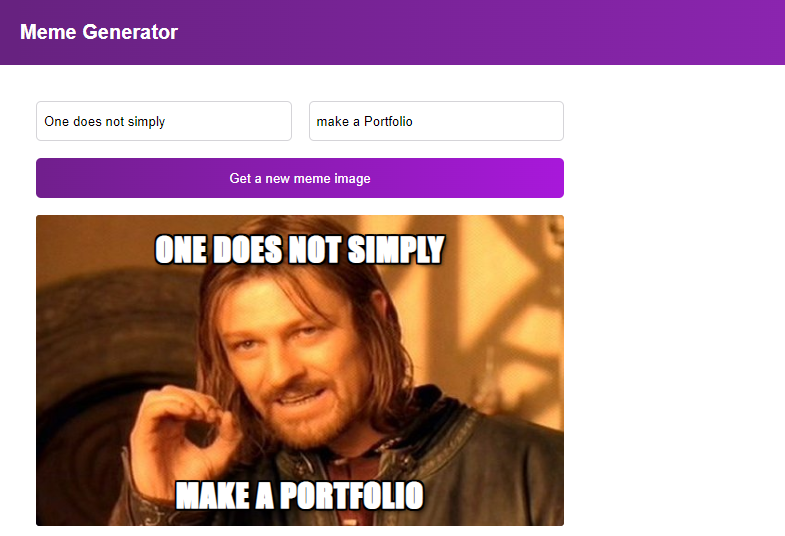 Meme Generator
One does not simply
make a Portfolio
Get a new meme image
ONE DOES NOT SIMPLY
MAKE A PORTFOLIO